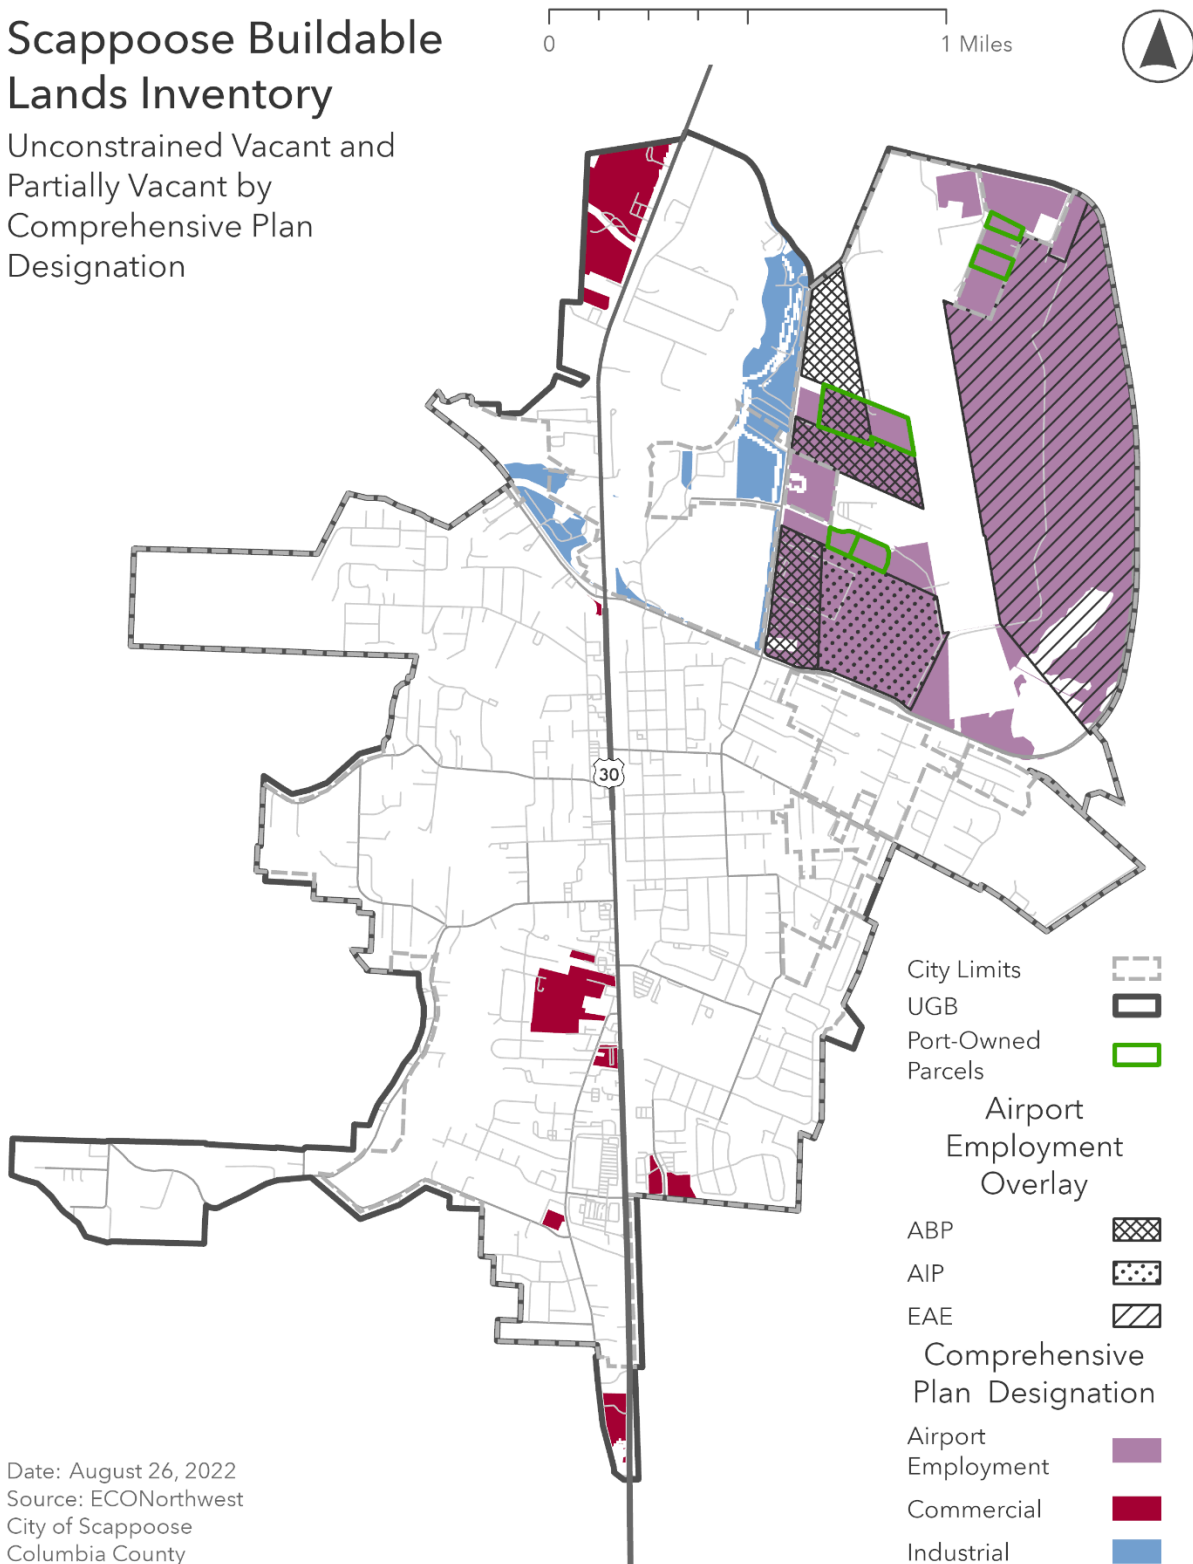 Scappoose Buildable
Lands Inventory
Unconstrained Vacant and
Partially Vacant by
Comprehensive Plan
Designation
0
1 Miles
30
City Limits
UGB
Port-Owned
Parcels
Airport
Employment
Overlay
ABP
AIP
EAE
Comprehensive
Plan Designation
Airport
Employment
Commercial
Industrial
Date: August 26, 2022
Source: ECONorthwest
City of Scappoose
Columbia County